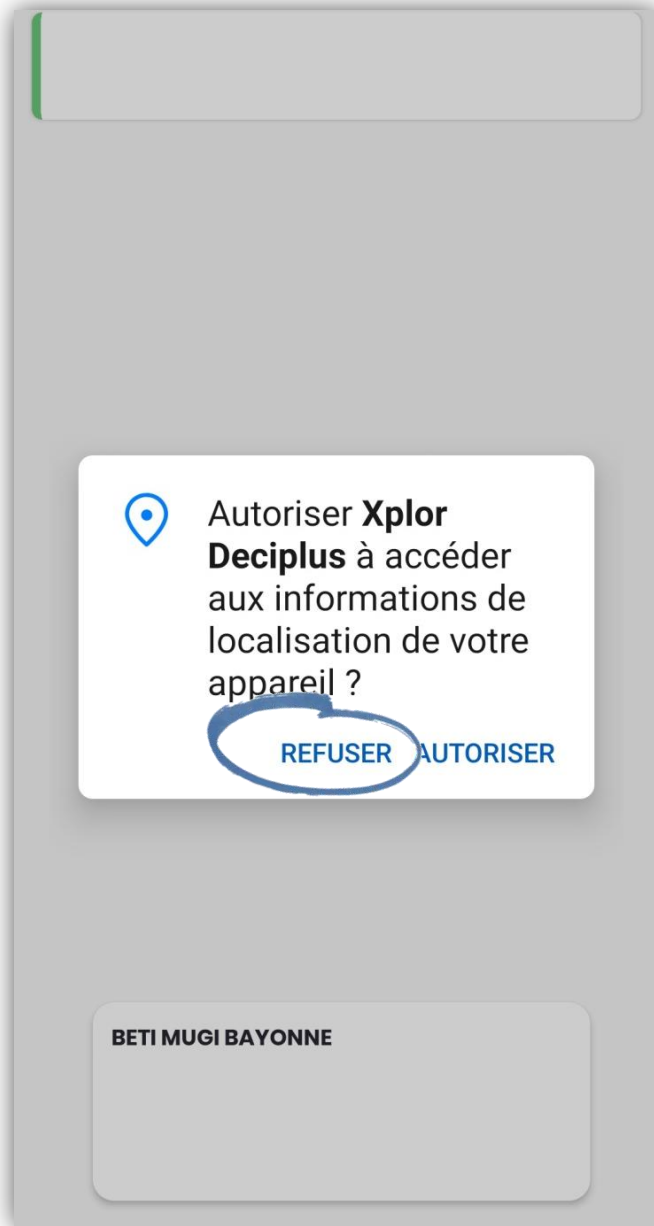 Autoriser Xplor
Deciplus à accéder
aux informations de
localisation de votre
appareil ?
REFUSER AUTORISER
BETI MUGI BAYONNE